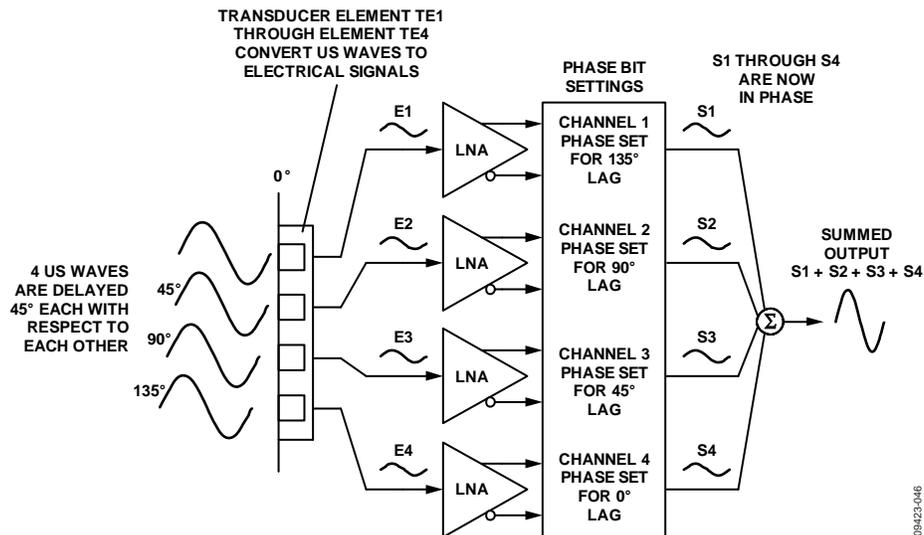 TRANSDUCER ELEMENT TE1
THROUGH ELEMENT TE4
CONVERT US WAVES TO
ELECTRICAL SIGNALS
PHASE BIT
SETTINGS
S1 THROUGH S4
ARE NOW
IN PHASE
0°
4 US WAVES
ARE DELAYED
45° EACH WITH
RESPECT TO
EACH OTHER
45°
90°
135°
E1
LNA
CHANNEL 1
PHASE SET
FOR 135°
LAG
S1
E2
LNA
CHANNEL 2
PHASE SET
FOR 90°
LAG
S2
E3
LNA
CHANNEL 3
PHASE SET
FOR 45°
LAG
S3
E4
LNA
CHANNEL 4
PHASE SET
FOR 0°
LAG
S4
Σ
SUMMED
OUTPUT
S1 + S2 + S3 + S4
09423-046